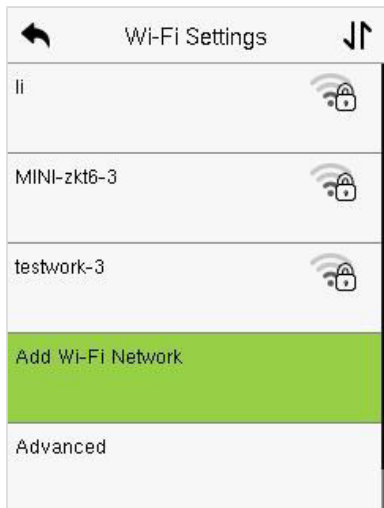 Wi-Fi Settings
li
MINI-zkt6-3
testwork-3
Add Wi-Fi Network
Advanced